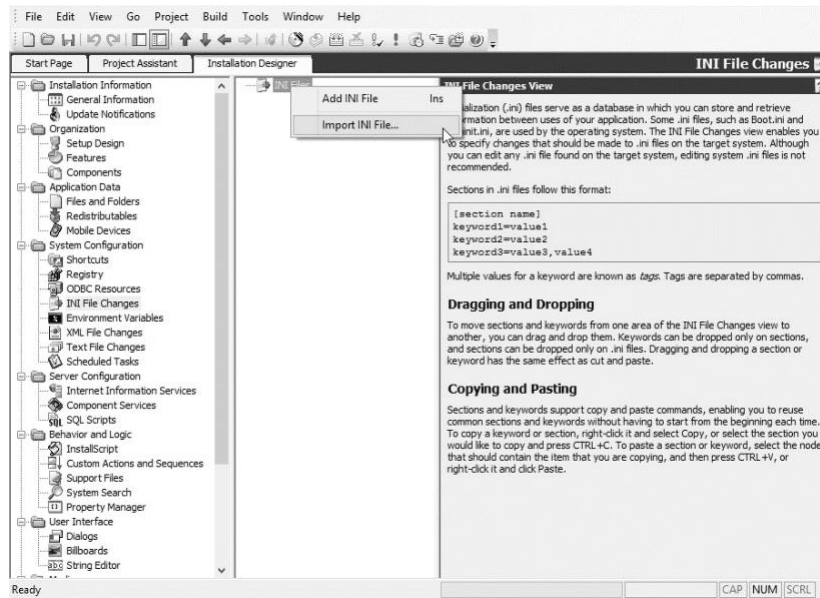 File Edit View Go Project Build Tools Window Help
Start Page Project Assistant Installation Designer INI File Changes
Installation Information
General Information
Update Notifications
Organization
Setup Design
Features
Components
Application Data
Files and Folders
Redistributables
Mobile Devices
System Configuration
Shortcuts
Registry
ODBC Resources
INI File Changes
Environment Variables
XML File Changes
Text File Changes
Scheduled Tasks
Server Configuration
Internet Information Services
Component Services
SQL Scripts
Behavior and Logic
InstallScript
Custom Actions and Sequences
Support Files
System Search
Property Manager
User Interface
Dialogs
Billboards
String Editor
INI Files
Add INI File Ins
Import INI File...
INI File Changes View
(.ini) files serve as a database in which you can store and retrieve
between uses of your application. Some .ini files, such as Boot.ini and
are used by the operating system. The INI File Changes view enables you
to specify changes that should be made to .ini files on the target system. Although
you can edit any .ini file found on the target system, editing system .ini files is not
recommended.
Sections in .ini files follow this format:
[section name]
keyword1=value1
keyword2=value2
keyword3=value3,value4
Multiple values for a keyword are known as tags. Tags are separated by commas.
Dragging and Dropping
To move sections and keywords from one area of the INI File Changes view to
another, you can drag and drop them. Keywords can be dropped only on sections,
and sections can be dropped only on .ini files. Dragging and dropping a section or
keyword has the same effect as cut and paste.
Copying and Pasting
Sections and keywords support copy and paste commands, enabling you to reuse
common sections and keywords without having to start from the beginning each time.
To copy a keyword or section, right-click it and select Copy, or select the section you
would like to copy and press CTRL+C. To paste a section or keyword, select the node
that should contain the item that you are copying, and then press CTRL+V, or
right-click it and click Paste.
Ready CAP NUM SCRL